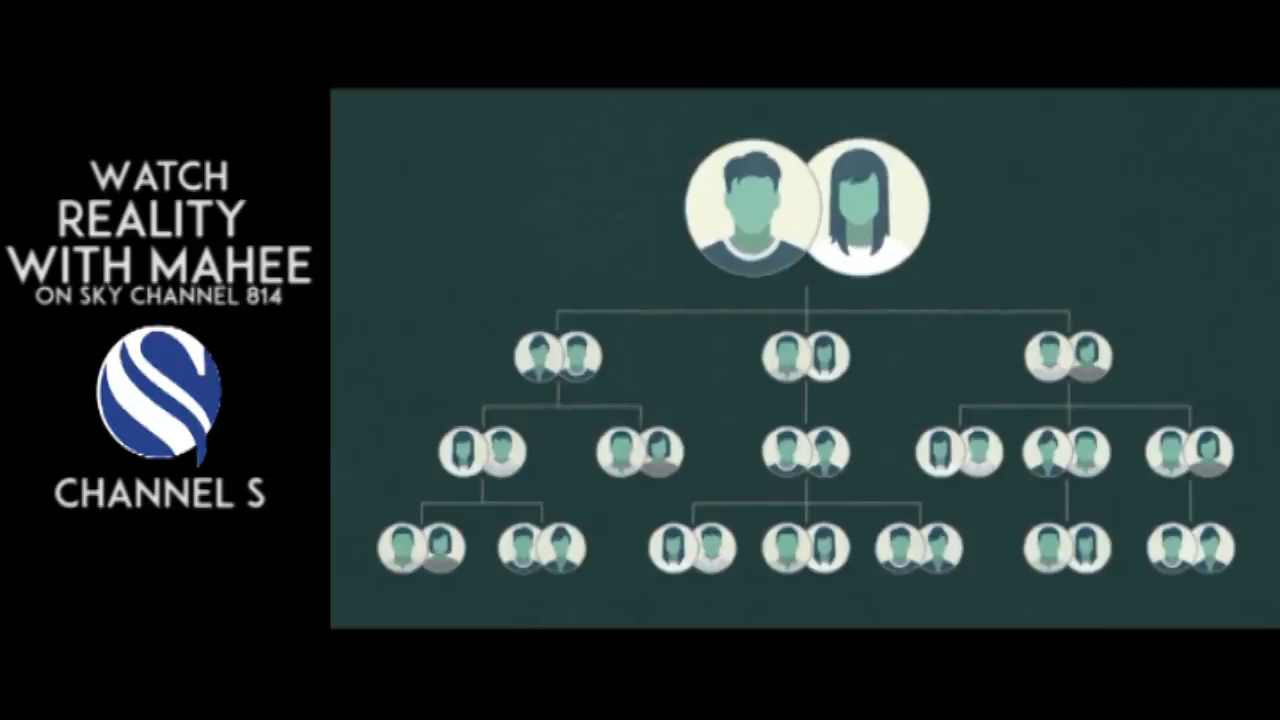 WATCH
REALITY
WITH MAHEE
ON SKY CHANNEL 814
CHANNEL S